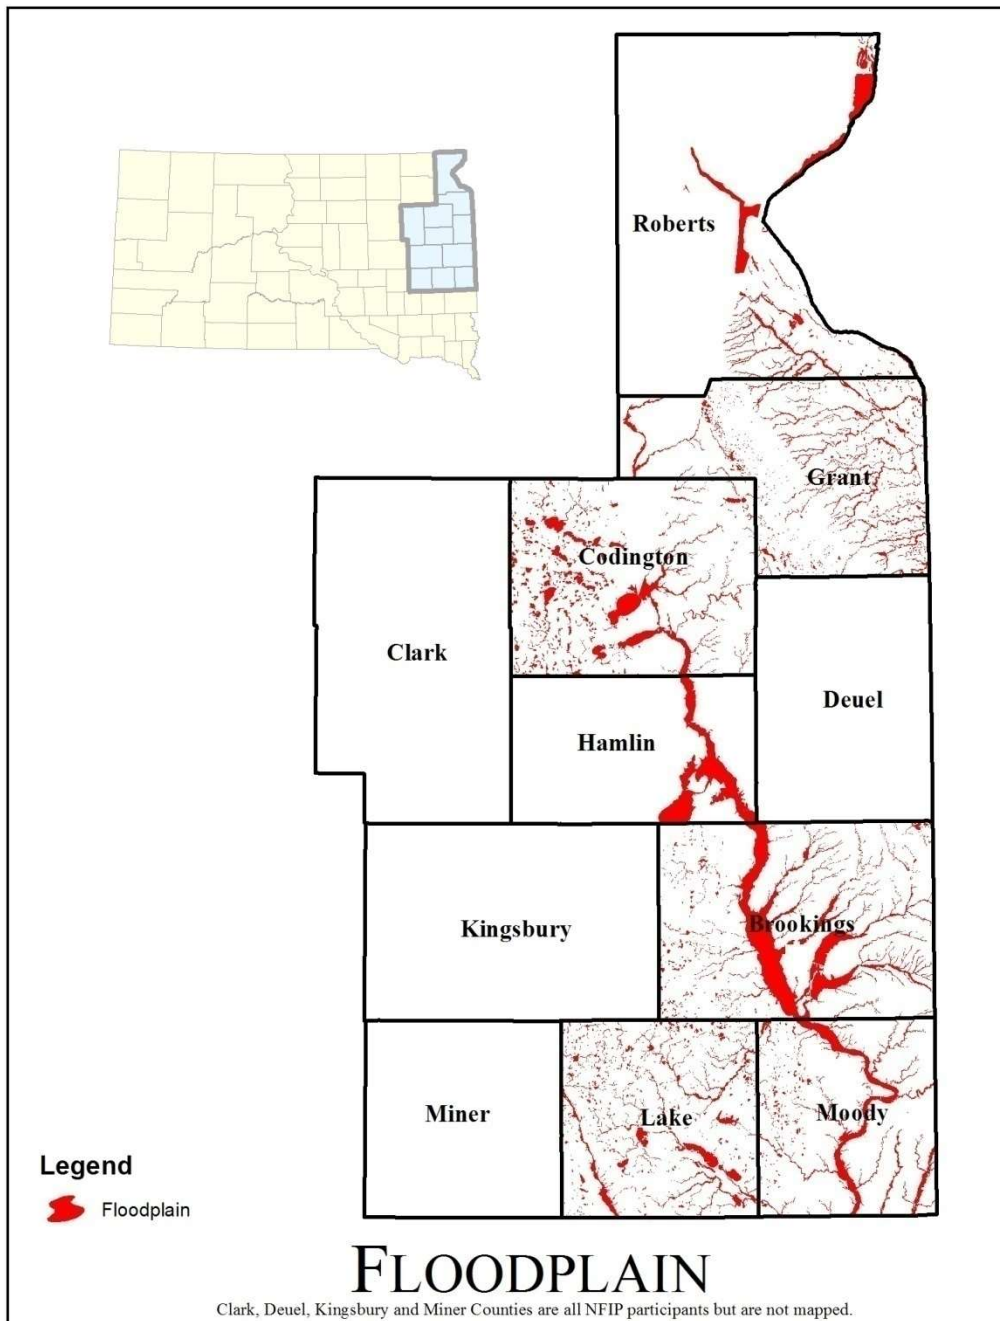 Roberts
Grant
Codington
Clark
Deuel
Hamlin
Brookings
Kingsbury
Miner
Lake
Moody
Legend
Floodplain
FLOODPLAIN
Clark, Deuel, Kingsbury and Miner Counties are all NFIP participants but are not mapped.